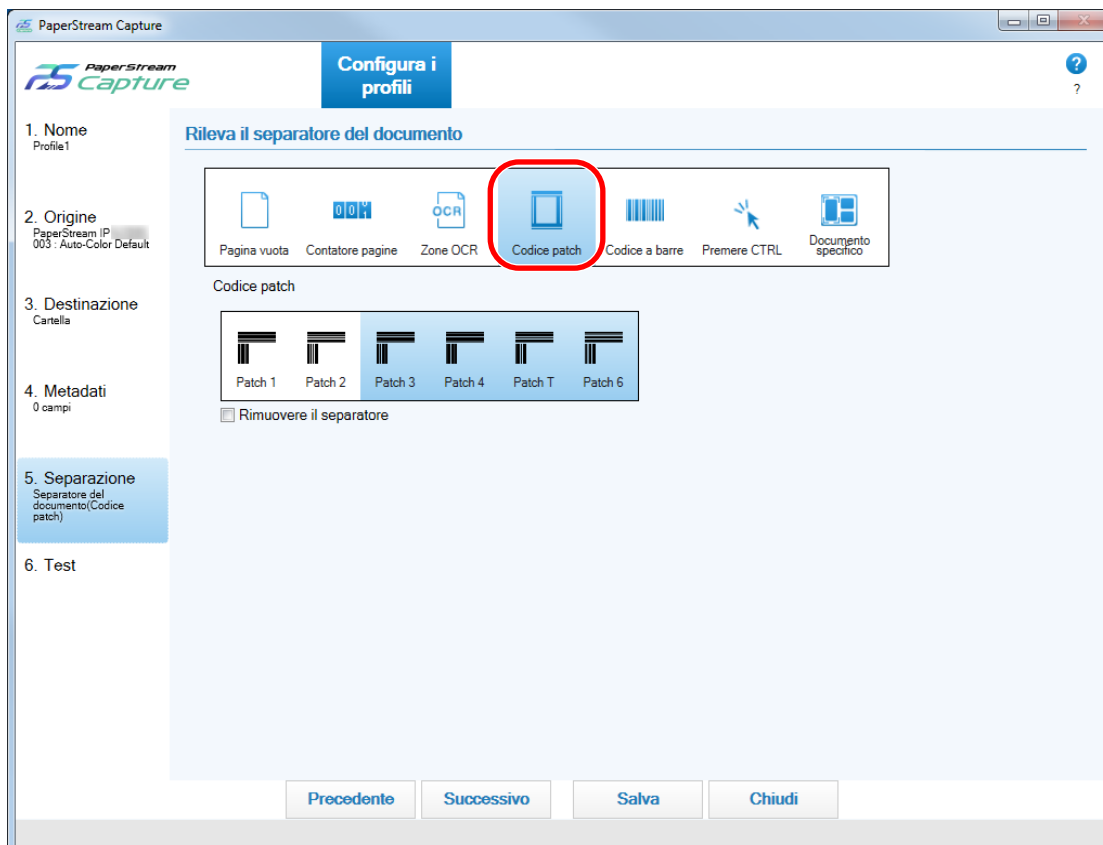 PaperStream Capture
PaperStream
Capture
Configura i
profili
?
?
1. Nome
Profile1
2. Origine
PaperStream IP
003 : Auto-Color Default
3. Destinazione
Cartella
4. Metadati
0 campi
5. Separazione
Separatore del
documento(Codice
patch)
6. Test
Rileva il separatore del documento
Pagina vuota
001
Contatore pagine
OCR
Zone OCR
Codice patch
Codice a barre
Premere CTRL
Documento
specifico
Codice patch
Patch 1 Patch 2 Patch 3 Patch 4 Patch T Patch 6
Rimuovere il separatore
Precedente Successivo Salva Chiudi